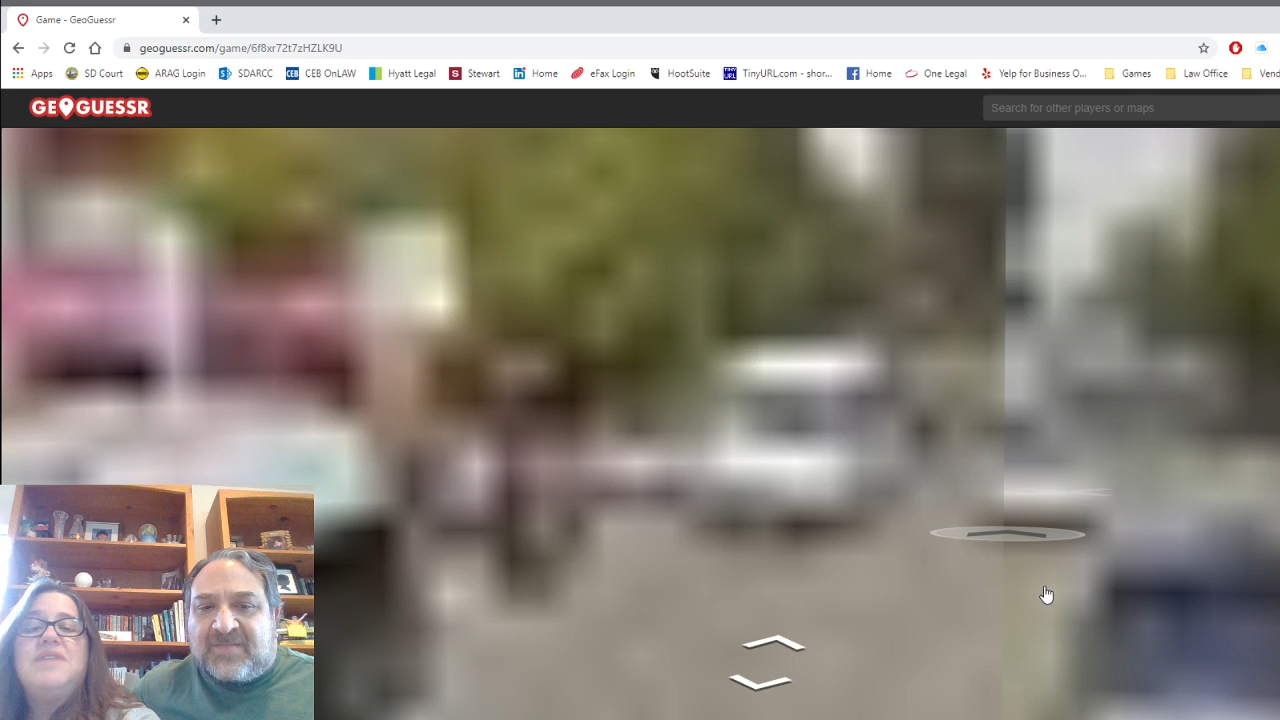 Game - GeoGuessr
geoguessr.com/game/6f8xr72t7zHZLK9U
Apps SD Court ARAG Login SDARCC CEB OnLAW Hyatt Legal Stewart Home eFax Login HootSuite TinyURL.com - shor... Home One Legal Yelp for Business O... Games Law Office Vend
GEOGUESSR Search for other players or maps